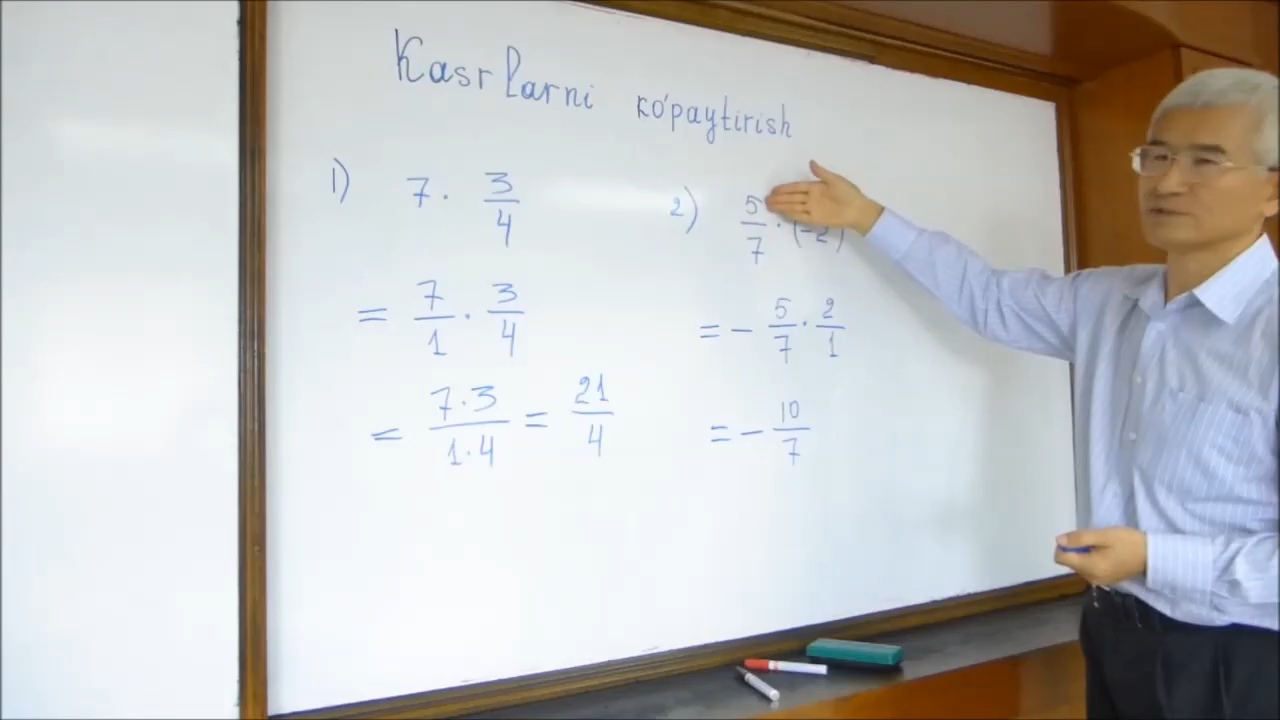 Kasrlarni ko'paytirish
1) 7 · 3/4
= 7/1 · 3/4
= 7·3/1·4 = 21/4
2) 5/7 · (-2)
= - 5/7 · 2/1
= - 10/7